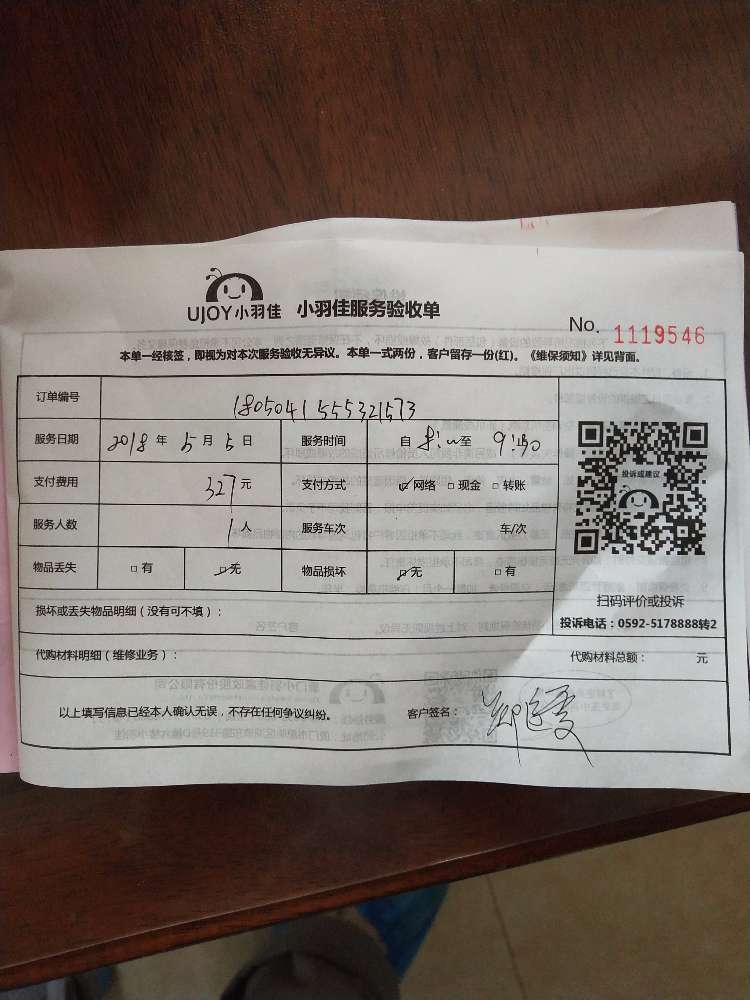 UJOY小羽佳 小羽佳服务验收单
No. 1119546
本单一经核签，即视为对本次服务验收无异议。本单一式两份，客户留存一份(红)。《维保须知》详见背面。
订单编号 1805041555321573
服务日期 2018年5月5日 服务时间 自 8: 至 9:
支付费用 327元 支付方式 网络 现金 转账
服务人数 1人 服务车次 车/次
投诉或建议
物品丢失 有 无 物品损坏 无 有
扫码评价或投诉
损坏或丢失物品明细（没有可不填）：
投诉电话：0592-5178888转2
代购材料明细（维修业务）： 代购材料总额： 元
以上填写信息已经本人确认无误，不存在任何争议纠纷。 客户签名：